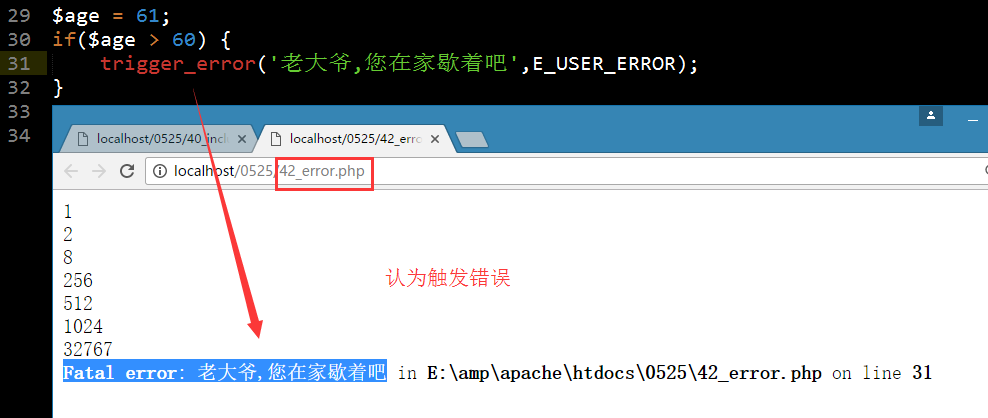 29 $age = 61;
30 if($age > 60) {
31 trigger_error('老大爷,您在家歇着吧',E_USER_ERROR);
32 }
33
34
localhost/0525/40_incl
localhost/0525/42_erro
localhost/0525/42_error.php
1
2
8
256
512
1024
32767
认为触发错误
Fatal error: 老大爷,您在家歇着吧 in E:\amp\apache\htdocs\0525\42_error.php on line 31